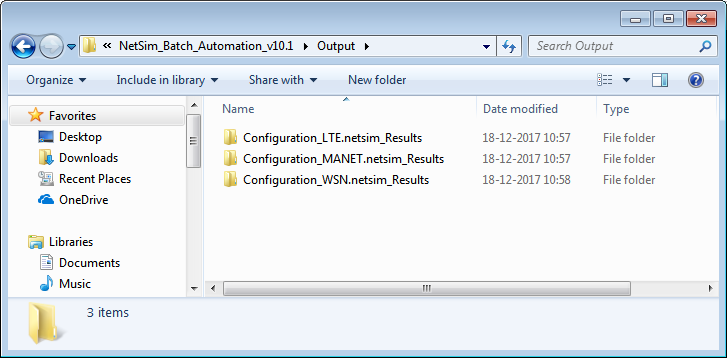 « NetSim_Batch_Automation_v10.1 Output Search Output
Organize Include in library Share with New folder
Favorites
Desktop
Downloads
Recent Places
OneDrive
Libraries
Documents
Music
Name Date modified Type
Configuration_LTE.netsim_Results 18-12-2017 10:57 File folder
Configuration_MANET.netsim_Results 18-12-2017 10:57 File folder
Configuration_WSN.netsim_Results 18-12-2017 10:58 File folder
3 items